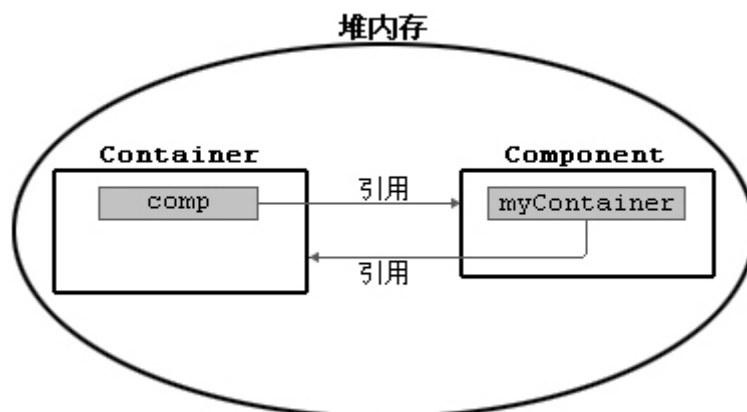 堆内存
Container
Component
comp
引用
myContainer
引用